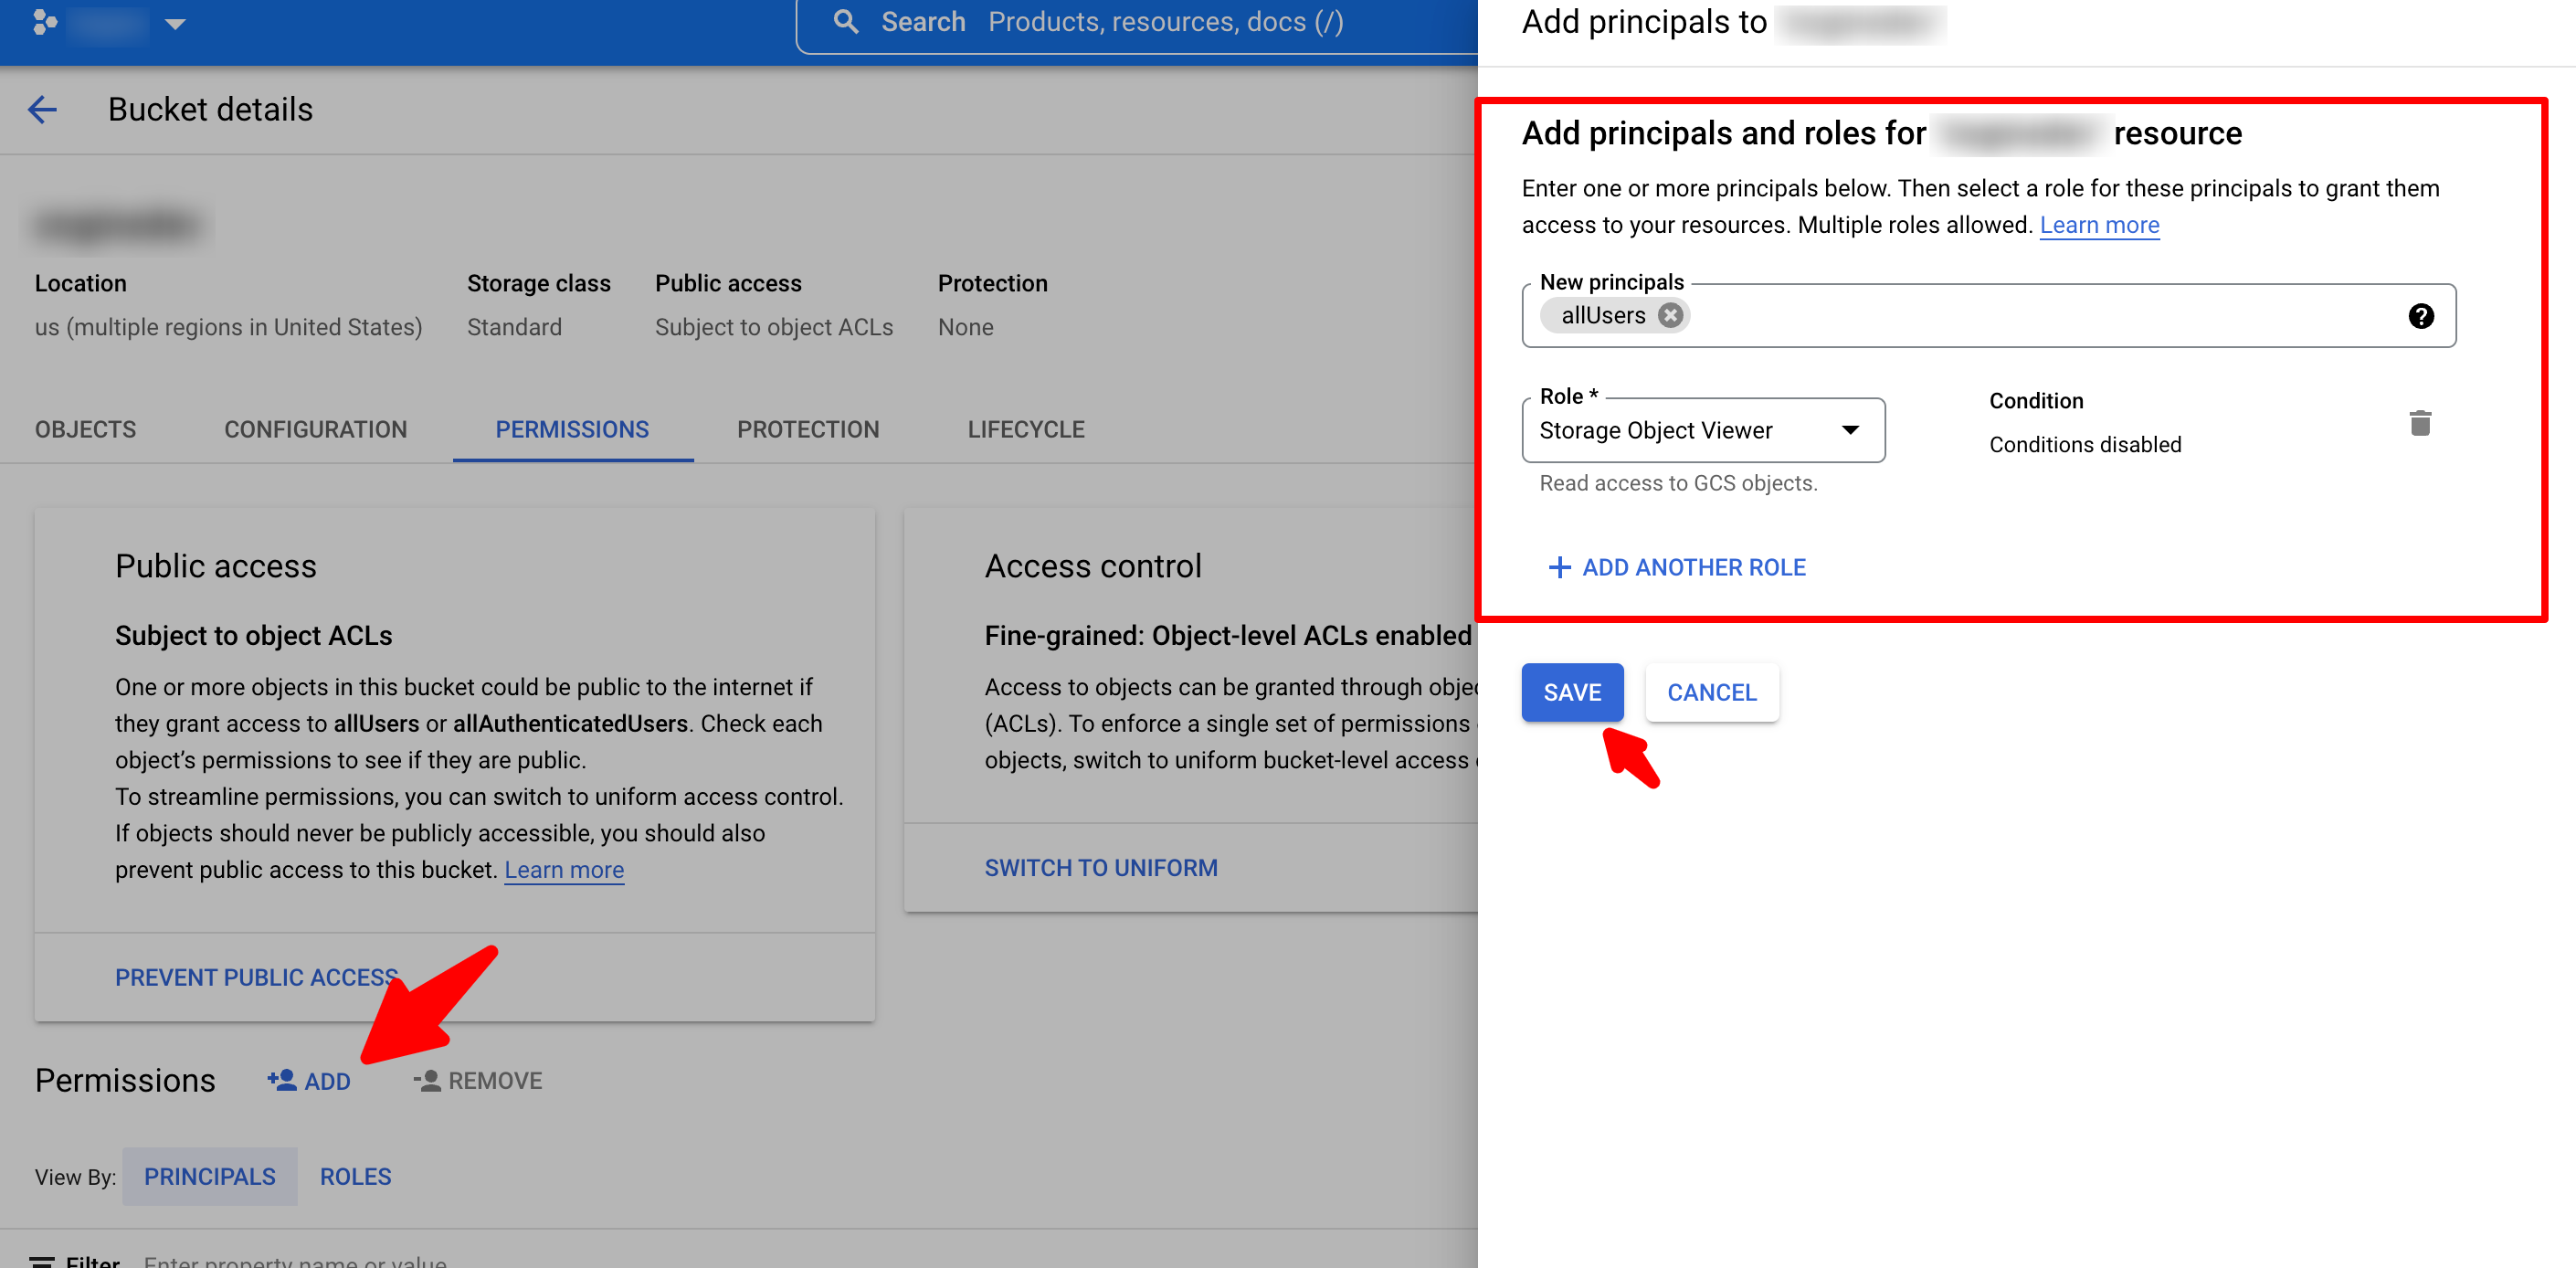 Search Products, resources, docs (/)
Bucket details
Location
us (multiple regions in United States)
Storage class
Standard
Public access
Subject to object ACLs
Protection
None
OBJECTS CONFIGURATION PERMISSIONS PROTECTION LIFECYCLE
Public access
Subject to object ACLs
One or more objects in this bucket could be public to the internet if
they grant access to allUsers or allAuthenticatedUsers. Check each
object's permissions to see if they are public.
To streamline permissions, you can switch to uniform access control.
If objects should never be publicly accessible, you should also
prevent public access to this bucket. Learn more
PREVENT PUBLIC ACCESS
Access control
Fine-grained: Object-level ACLs enabled
Access to objects can be granted through
(ACLs). To enforce a single set of permissions
objects, switch to uniform bucket-level access
SWITCH TO UNIFORM
Permissions ADD REMOVE
View By: PRINCIPALS ROLES
Filter Enter property name or value
Add principals to
Add principals and roles for resource
Enter one or more principals below. Then select a role for these principals to grant them
access to your resources. Multiple roles allowed. Learn more
New principals
allUsers
Role *
Storage Object Viewer
Read access to GCS objects.
Condition
Conditions disabled
+ ADD ANOTHER ROLE
SAVE CANCEL